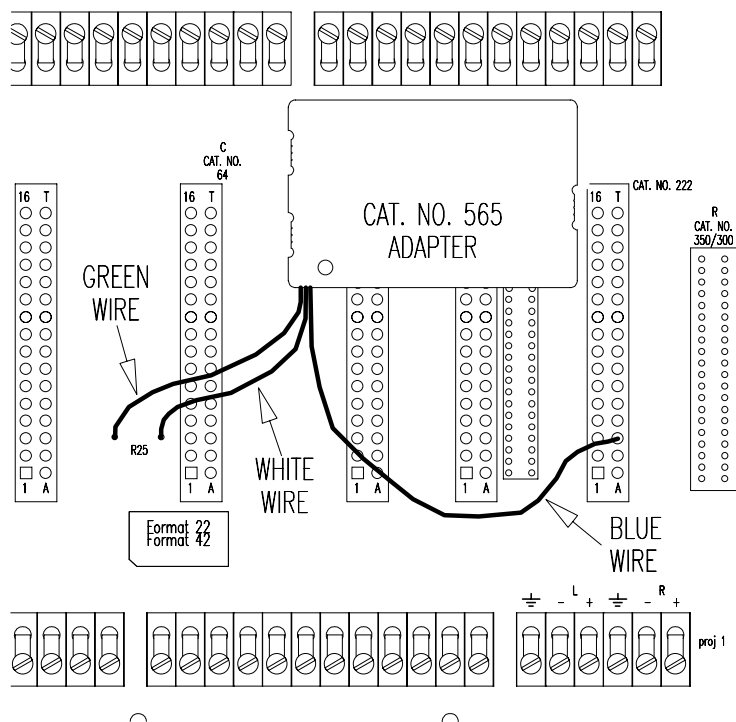 C
CAT. NO.
64
16 T
16 T
CAT. NO. 565
ADAPTER
16 T
CAT. NO. 222
R
CAT. NO.
350/300
GREEN
WIRE
R25
WHITE
WIRE
1 A
1 A
1 A
1 A
1 A
Format 22
Format 42
BLUE
WIRE
L R
- + - +
proj 1